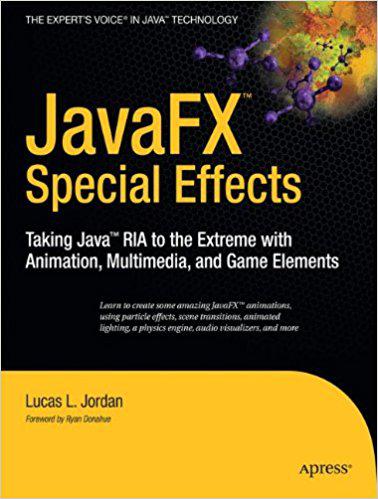 THE EXPERT'S VOICE® IN JAVA™ TECHNOLOGY
JavaFX™
Special Effects
Taking Java™ RIA to the Extreme with
Animation, Multimedia, and Game Elements
Learn to create some amazing JavaFX™ animations,
using particle effects, scene transitions, animated
lighting, a physics engine, audio visualizers, and more
Lucas L. Jordan
Foreword by Ryan Donahue
Apress®